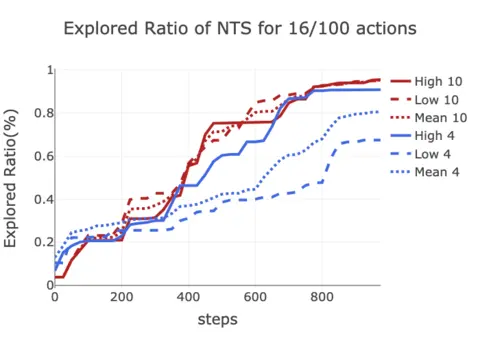 Explored Ratio of NTS for 16/100 actions
Explored Ratio(%)
1
0.8
0.6
0.4
0.2
0
0
200
400
600
800
steps
High 10
Low 10
Mean 10
High 4
Low 4
Mean 4